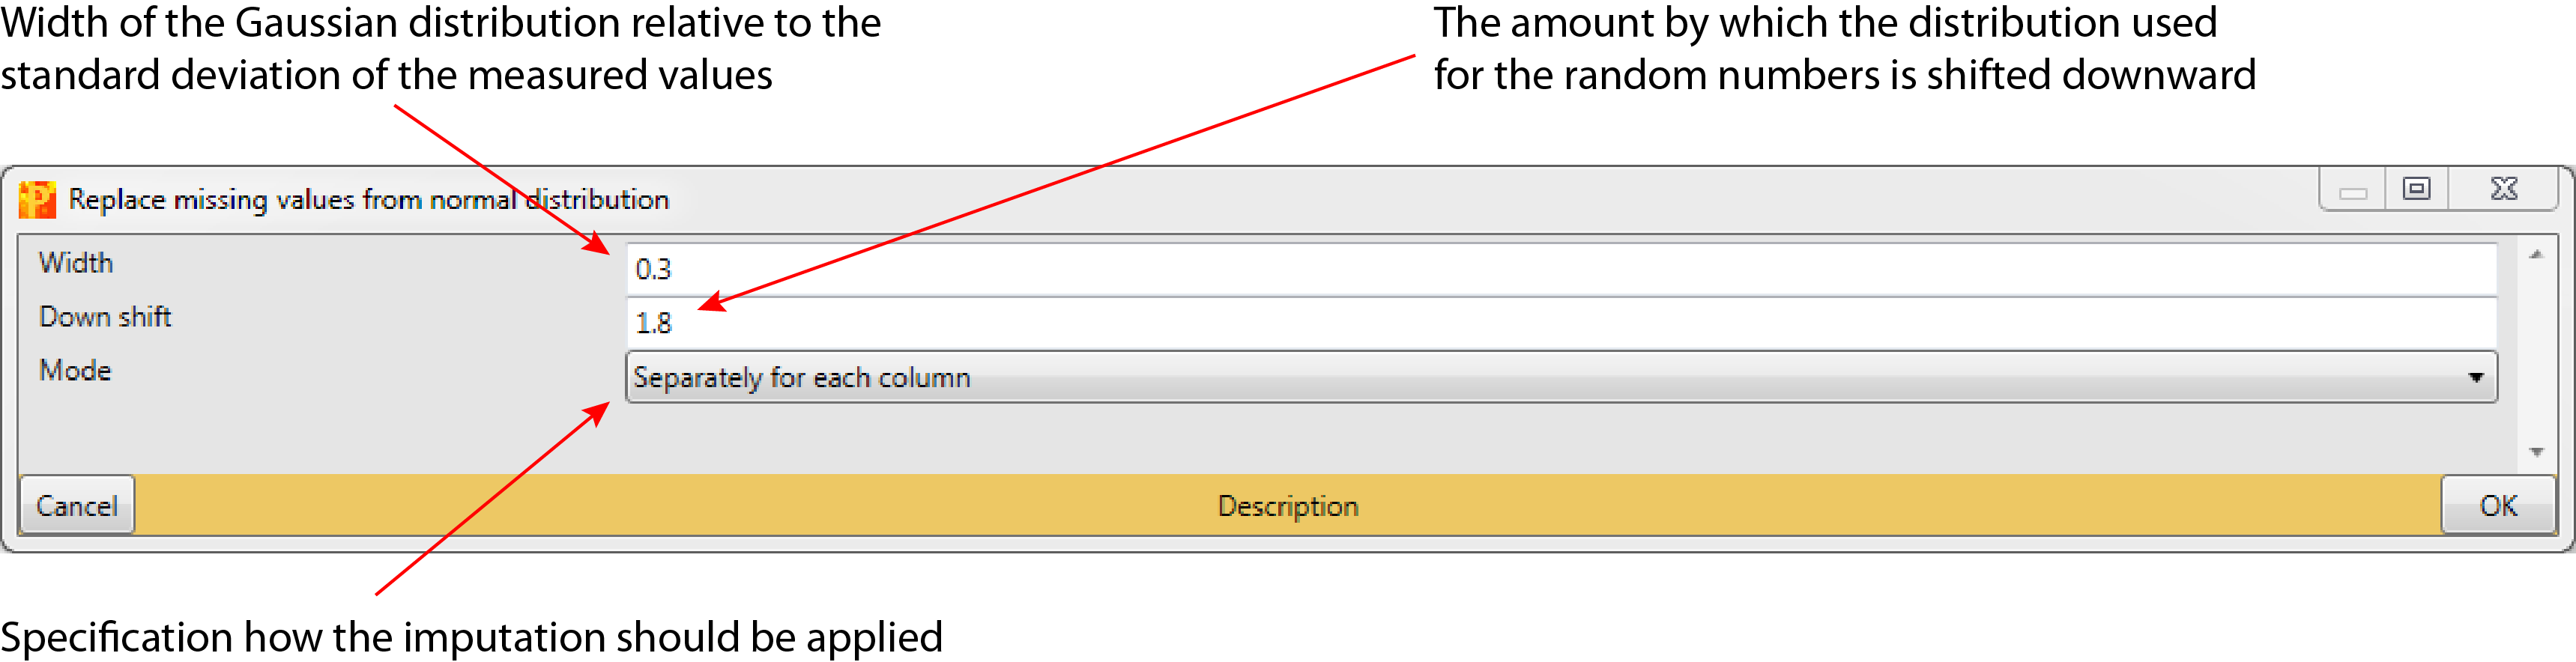 Width of the Gaussian distribution relative to the
standard deviation of the measured values
The amount by which the distribution used
for the random numbers is shifted downward
Replace missing values from normal distribution
Width
0.3
Down shift
1.8
Mode
Separately for each column
Cancel
Description
OK
Specification how the imputation should be applied